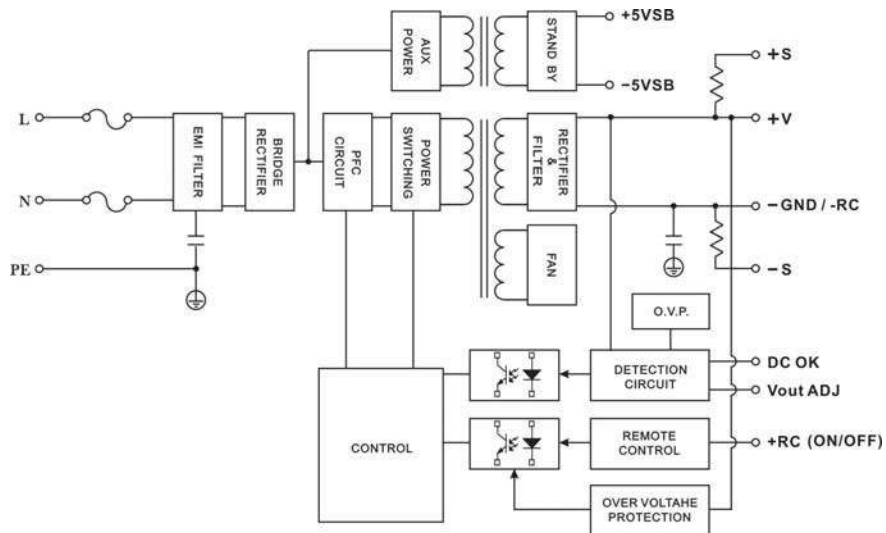 +5VSB
AUX
POWER
STAND BY
+S
−5VSB
L
+V
EMI FILTER
BRIDGE
RECTIFIER
PFC
CIRCUIT
POWER
SWITCHING
RECTIFIER
&
FILTER
N
−GND / -RC
FAN
PE
−S
O.V.P.
DETECTION
CIRCUIT
DC OK
Vout ADJ
CONTROL
REMOTE
CONTROL
+RC (ON/OFF)
OVER VOLTAHE
PROTECTION